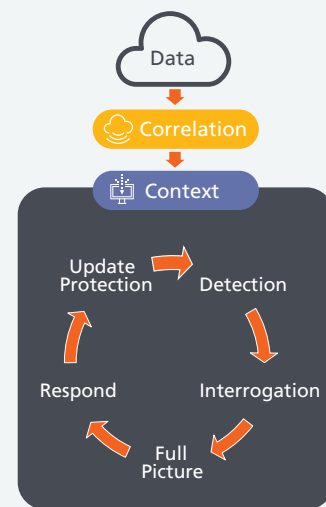 Data
Correlation
Context
Update
Protection
Detection
Interrogation
Full
Picture
Respond